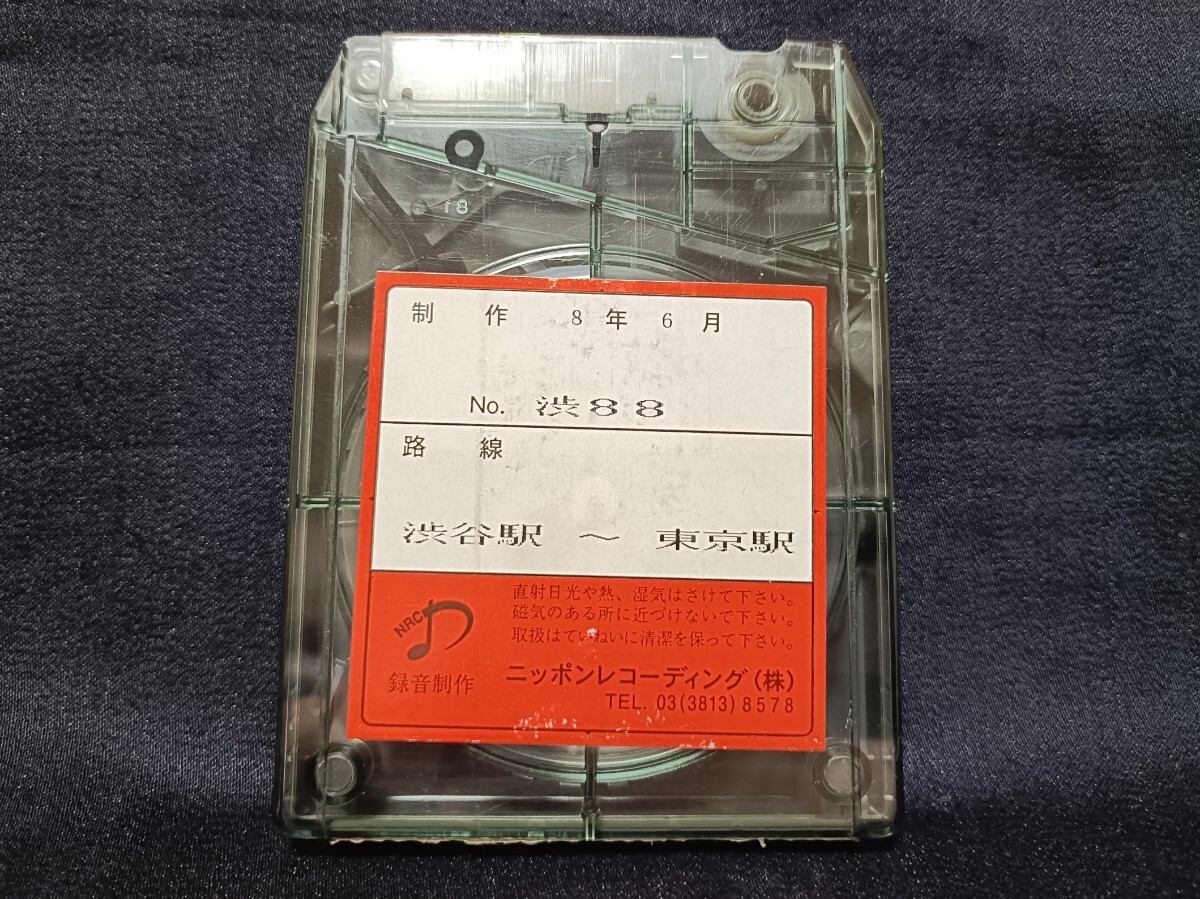 18
制 作 8 年 6 月
No. 渋88
路 線
渋谷駅 ～ 東京駅
直射日光や熱、湿気はさけて下さい。
磁気のある所に近づけないで下さい。
取扱はていねいに清潔を保って下さい。
NRC
録音制作
ニッポンレコーディング(株)
TEL. 03(3813)8578